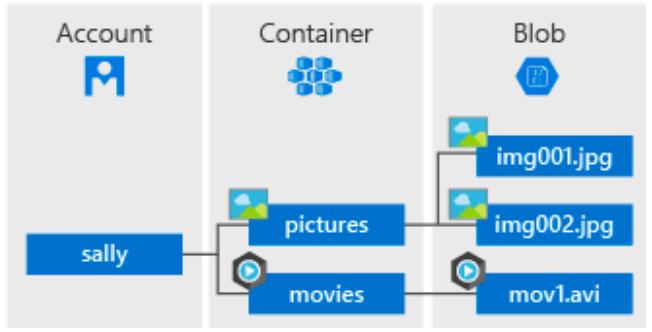 Account
Container
Blob
img001.jpg
pictures
img002.jpg
sally
movies
mov1.avi